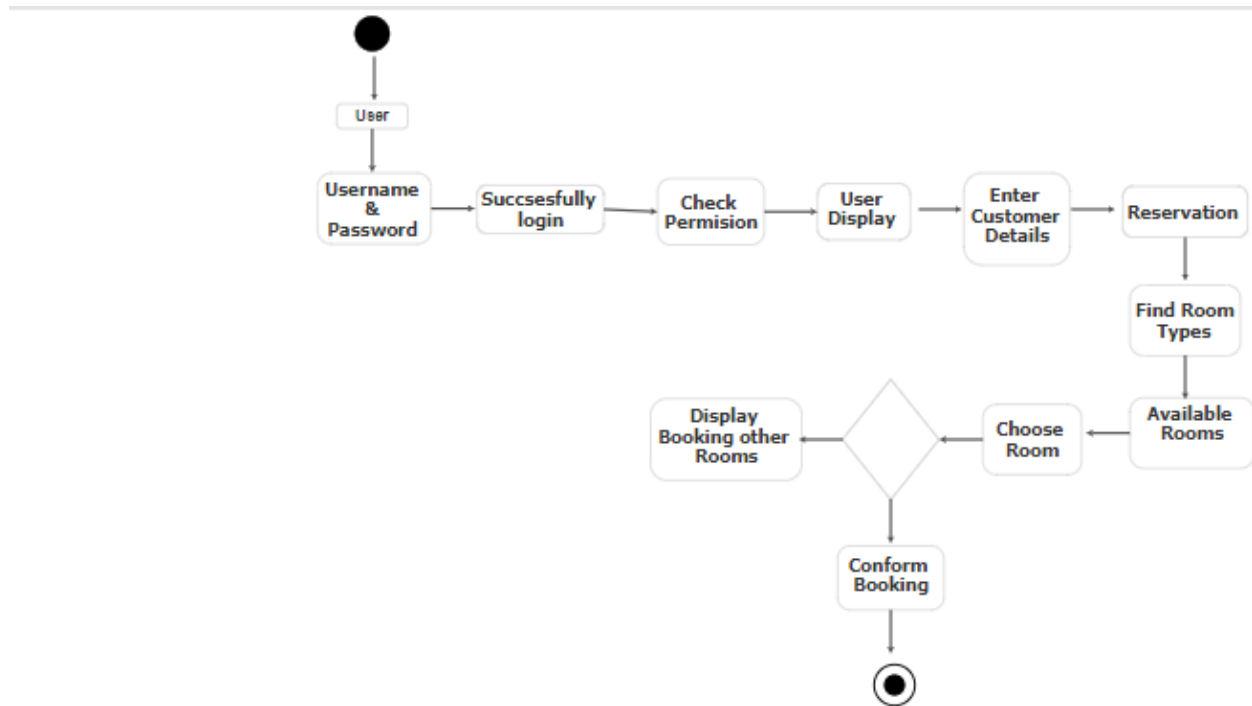 User
Username
&
Password
Succsesfully
login
Check
Permision
User
Display
Enter
Customer
Details
Reservation
Find Room
Types
Available
Rooms
Choose
Room
Display
Booking other
Rooms
Conform
Booking